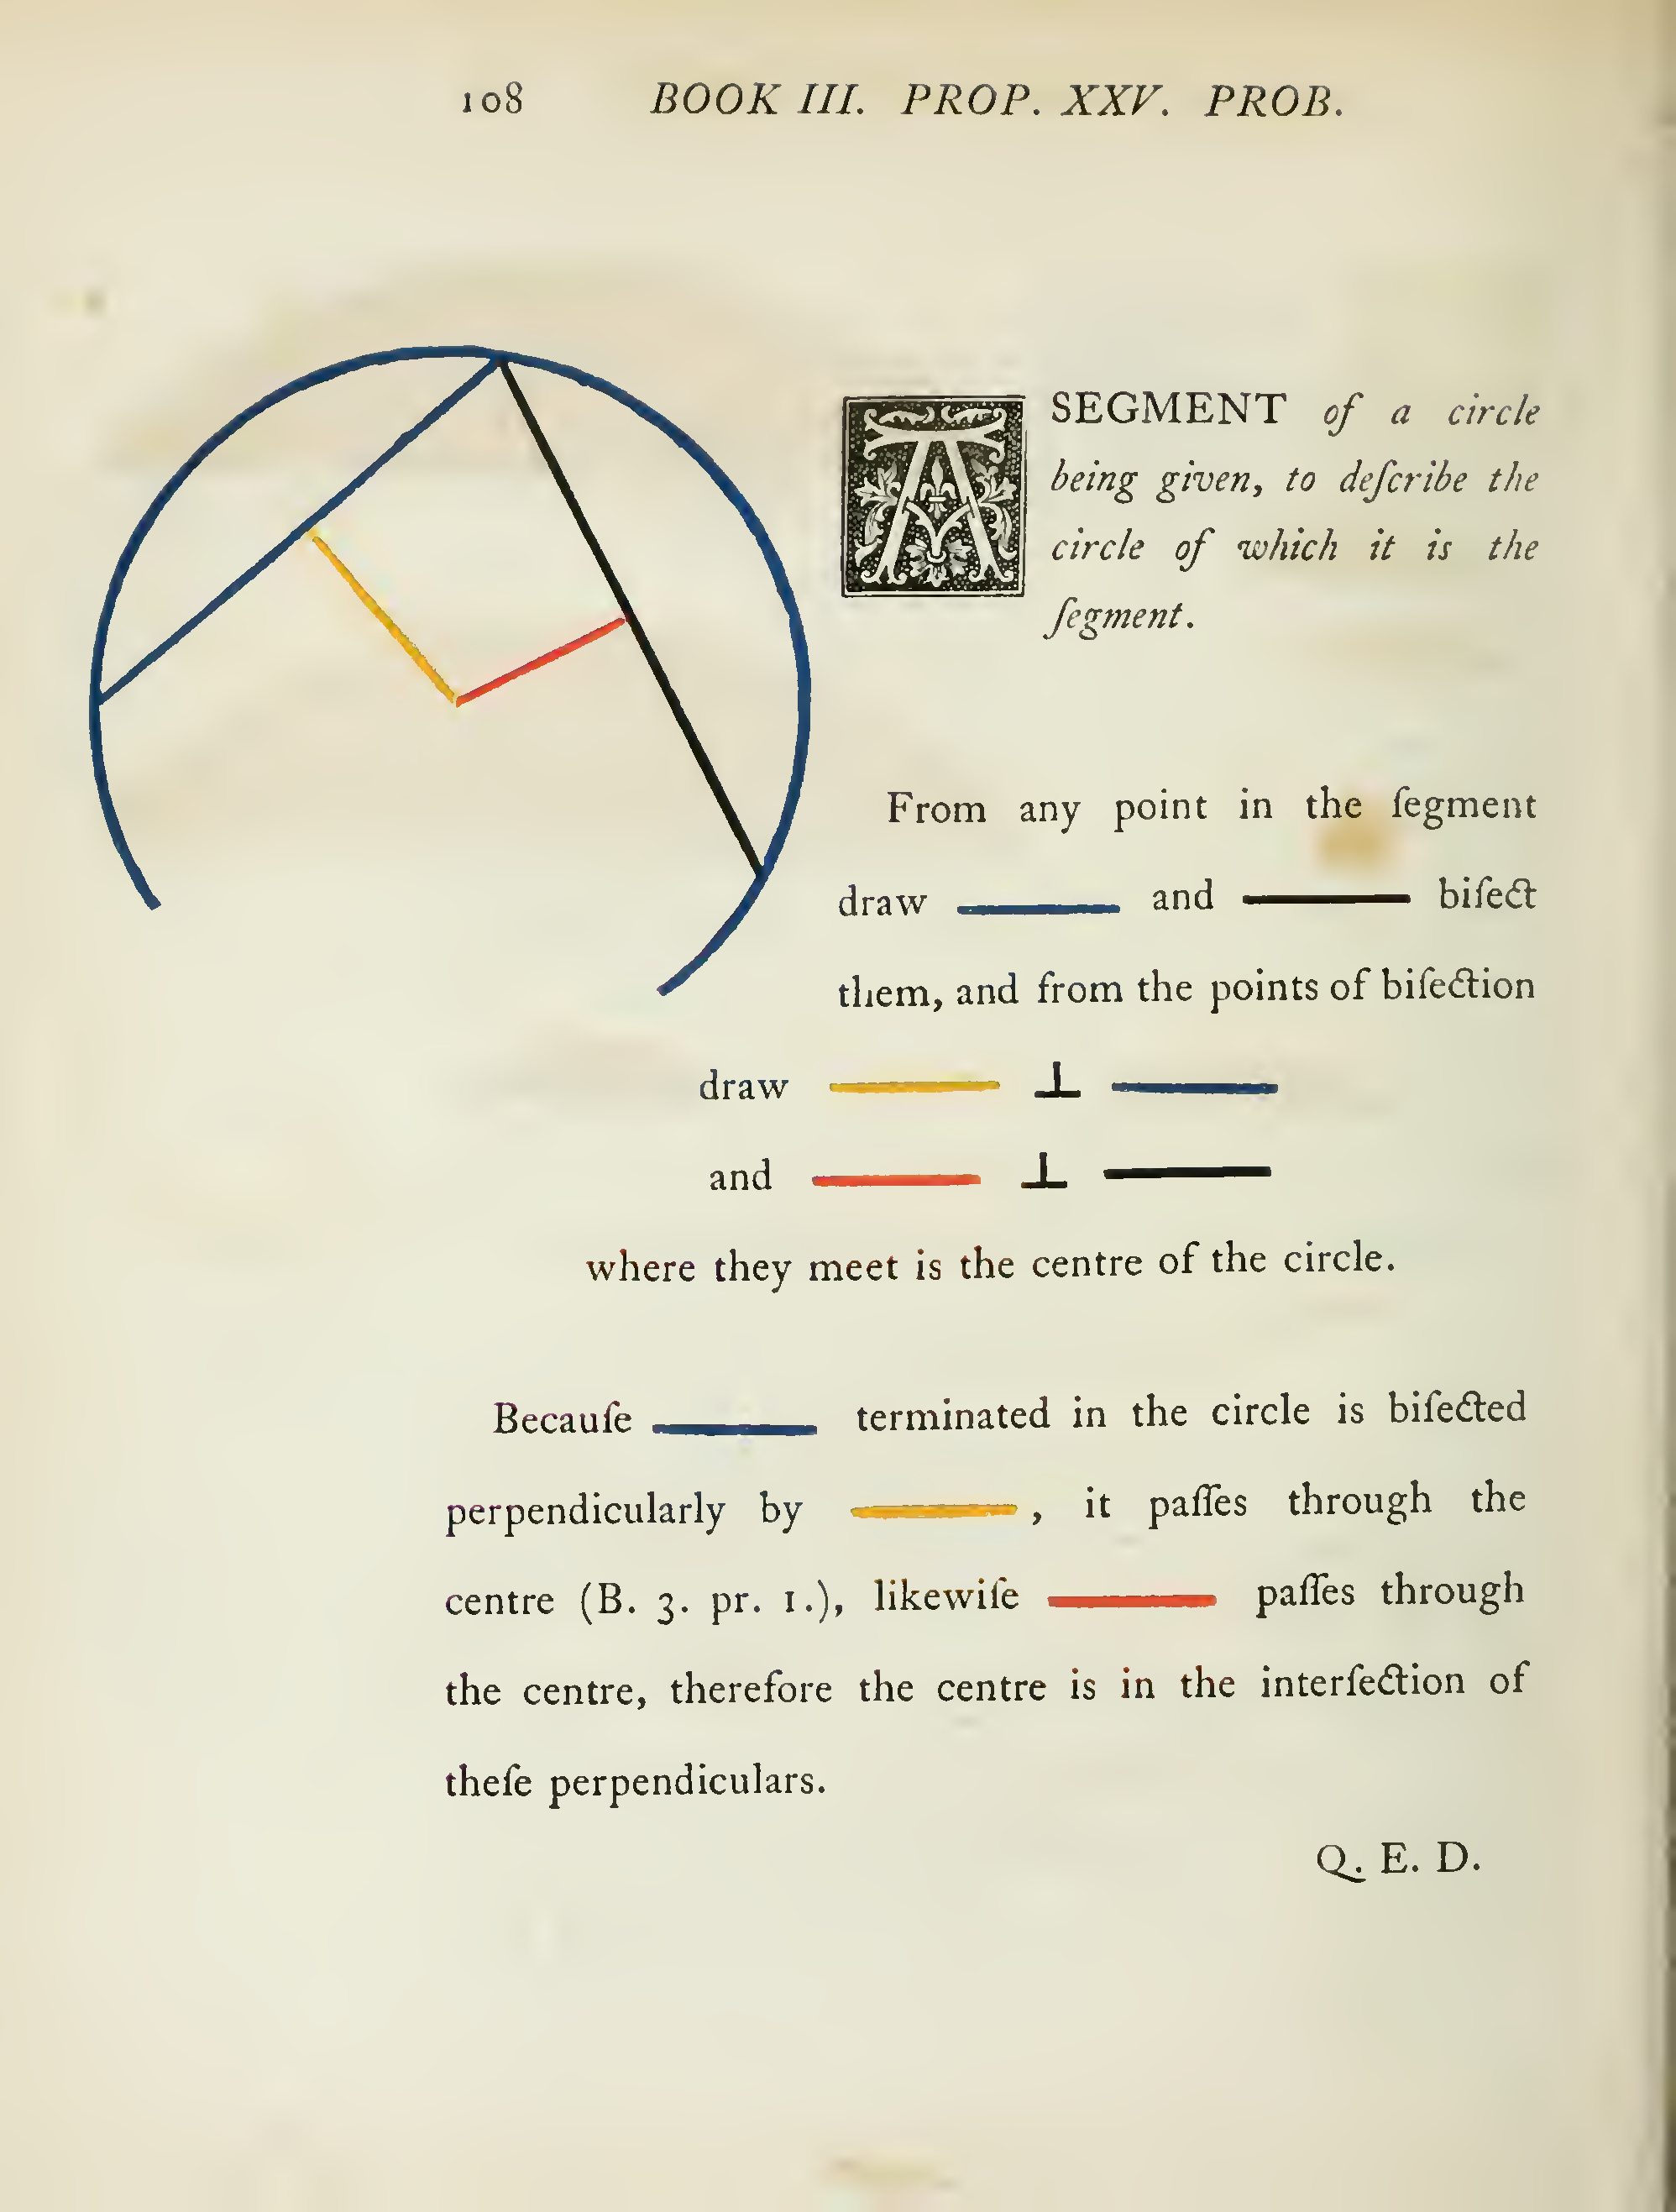 108 BOOK III. PROP. XXV. PROB.
A SEGMENT of a circle
being given, to deſcribe the
circle of which it is the
ſegment.
From any point in the ſegment
draw and biſect
them, and from the points of biſection
draw ⊥
and ⊥
where they meet is the centre of the circle.
Becauſe terminated in the circle is biſected
perpendicularly by , it paſſes through the
centre (B. 3. pr. 1.), likewiſe paſſes through
the centre, therefore the centre is in the interſection of
theſe perpendiculars.
Q. E. D.